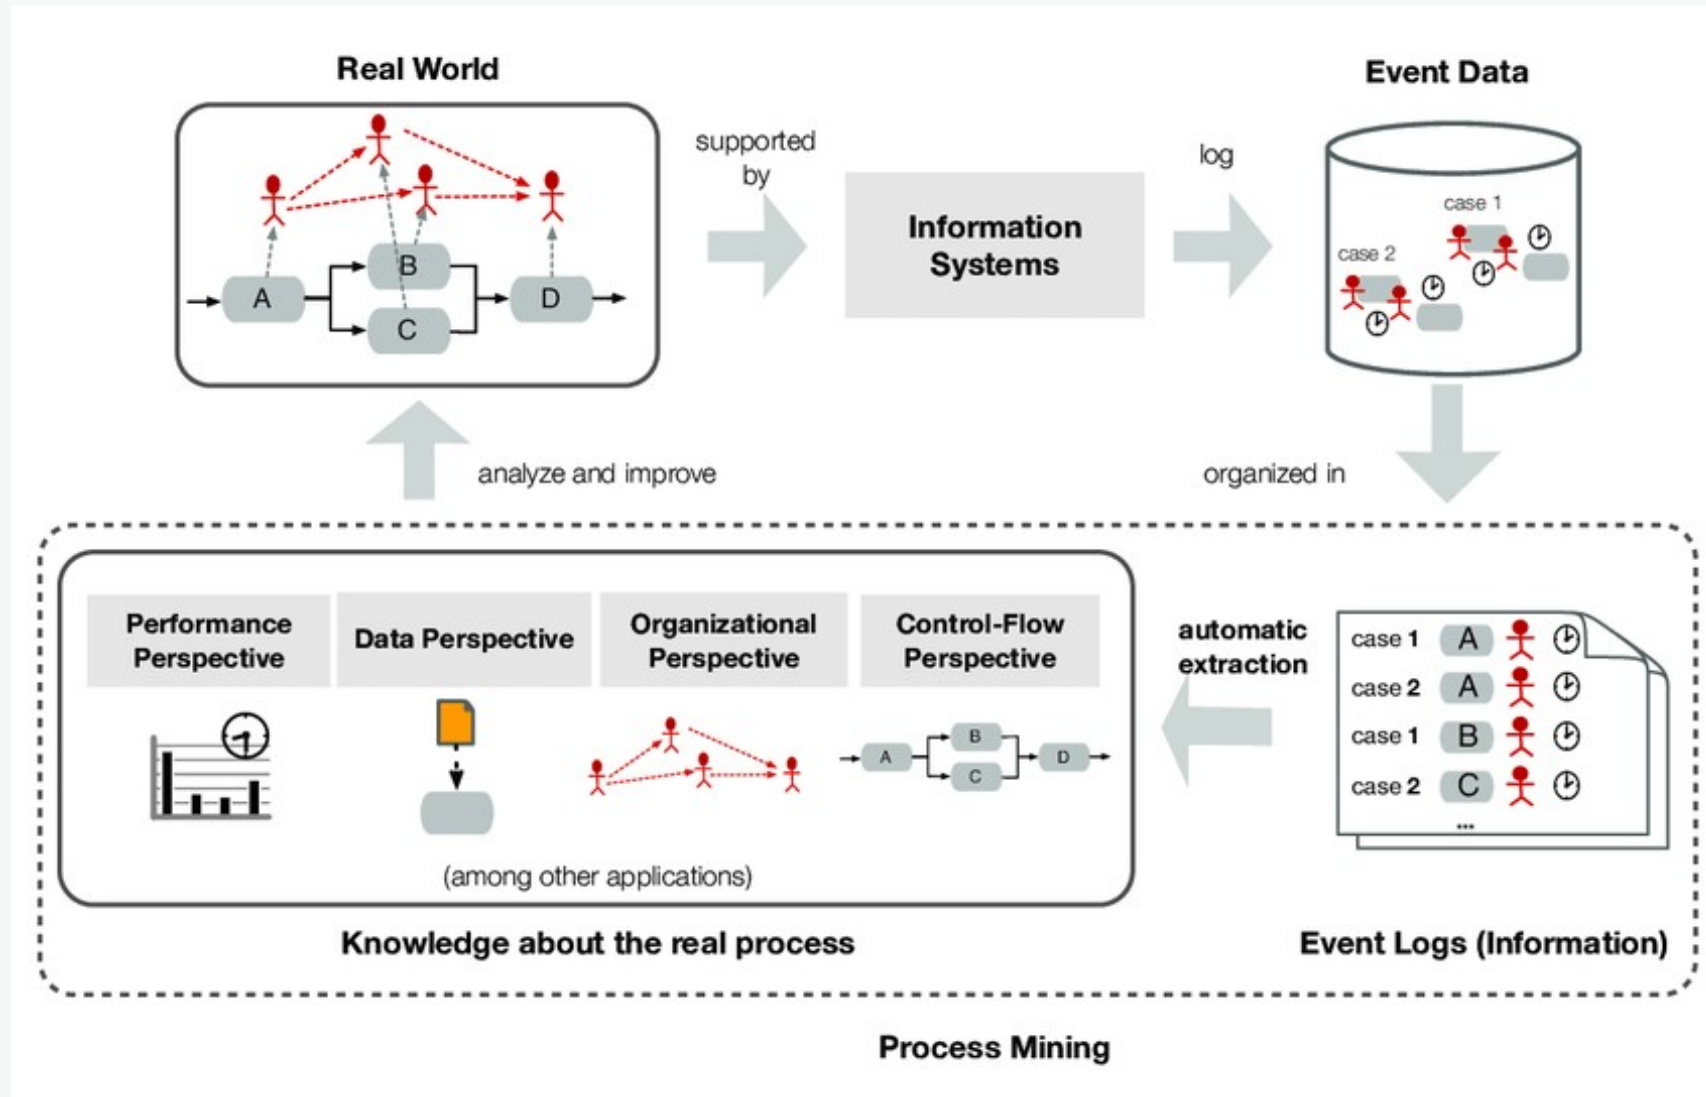 Real World
Event Data
supported
by
log
Information
Systems
case 1
case 2
A
B
C
D
analyze and improve
organized in
Performance
Perspective
Data Perspective
Organizational
Perspective
Control-Flow
Perspective
A
B
C
D
(among other applications)
Knowledge about the real process
automatic
extraction
case 1 A
case 2 A
case 1 B
case 2 C
...
Event Logs (Information)
Process Mining